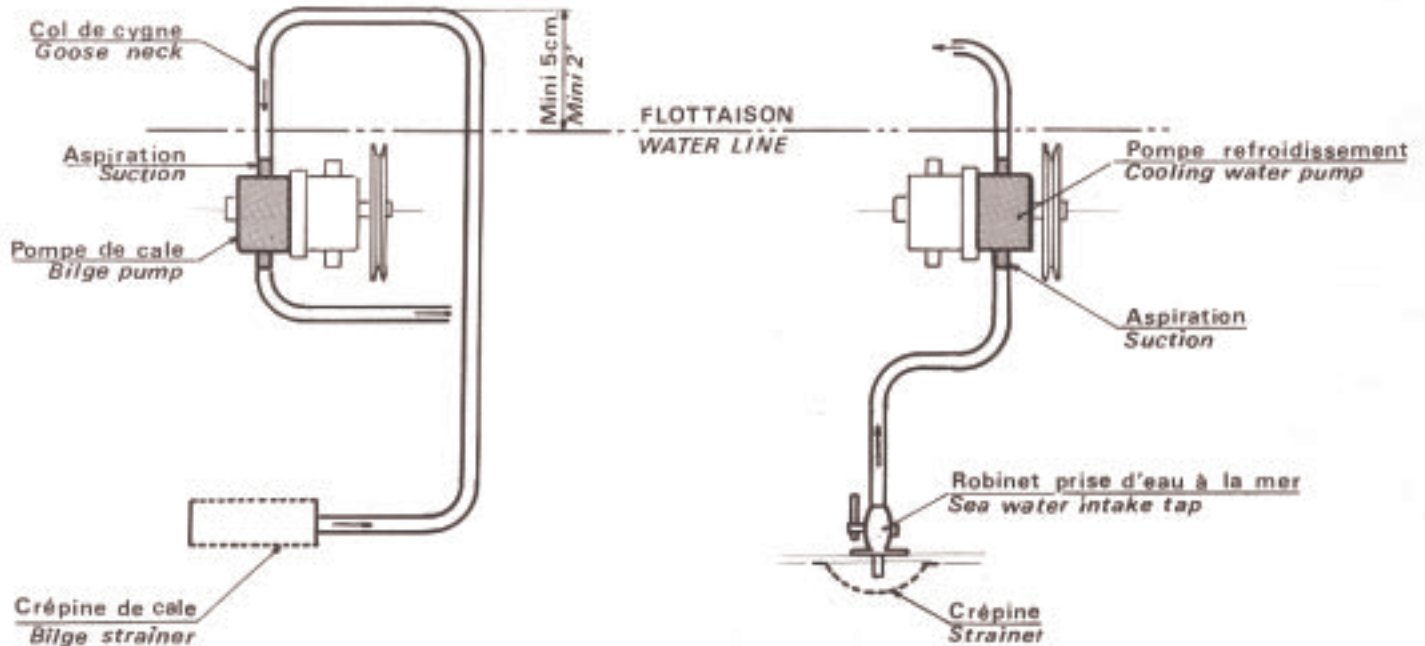 Col de cygne
Goose neck
Mini 5cm
Mini 2'
FLOTTAISON
WATER LINE
Aspiration
Suction
Pompe de cale
Bilge pump
Crépine de cale
Bilge strainer
Pompe refroidissement
Cooling water pump
Aspiration
Suction
Robinet prise d'eau à la mer
Sea water intake tap
Crépine
Strainer